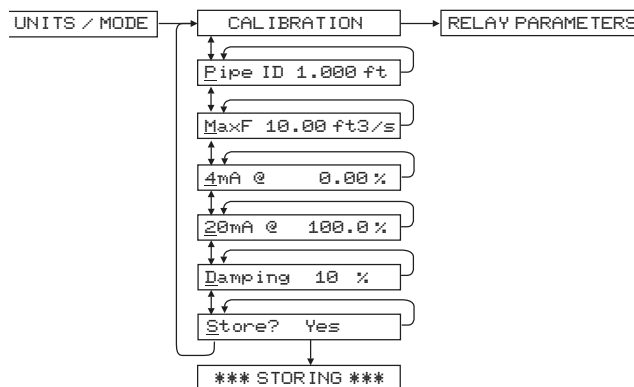 UNITS / MODE CALIBRATION RELAY PARAMETERS
Pipe ID 1.000 ft
MaxF 10.00 ft3/s
4mA @ 0.00 %
20mA @ 100.0 %
Damping 10 %
Store? Yes
*** STORING ***